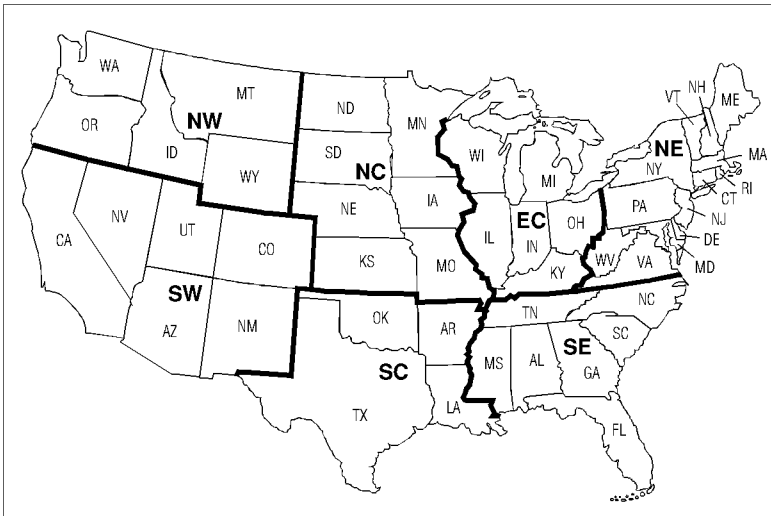 WA
MT
ND
MN
OR
ID
NW
WY
SD
NC
WI
MI
VT
NH
ME
NE
NY
MA
RI
CT
NJ
PA
DE
MD
NV
CA
UT
CO
NE
IA
KS
MO
IL
EC
IN
OH
KY
WV
VA
SW
AZ
NM
OK
AR
TN
NC
SC
SC
TX
LA
MS
AL
SE
GA
FL